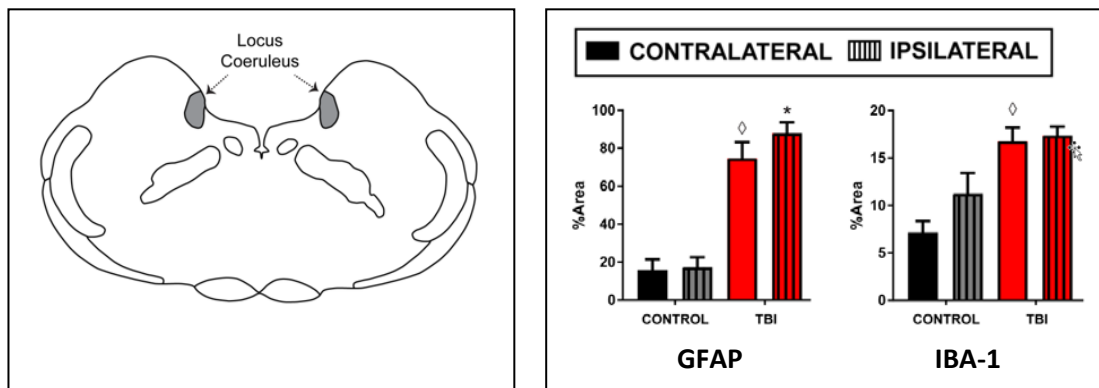 Locus
Coeruleus
CONTRALATERAL IPSILATERAL
100
80
60
40
20
0
%Area
◊
*
CONTROL TBI
GFAP
20
15
10
5
0
%Area
◊
CONTROL TBI
IBA-1